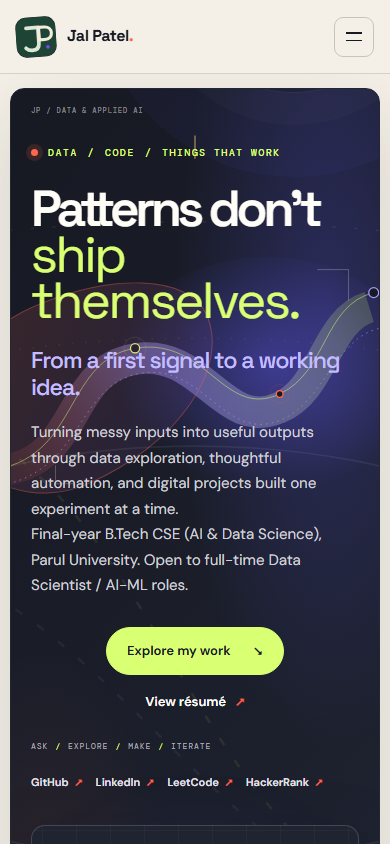 JP
Jal Patel.
JP / DATA & APPLIED AI
DATA / CODE / THINGS THAT WORK
Patterns don't
ship
themselves.
From a first signal to a working
idea.
Turning messy inputs into useful outputs
through data exploration, thoughtful
automation, and digital projects built one
experiment at a time.
Final-year B.Tech CSE (AI & Data Science),
Parul University. Open to full-time Data
Scientist / AI-ML roles.
Explore my work ↘
View résumé ↗
ASK / EXPLORE / MAKE / ITERATE
GitHub ↗ LinkedIn ↗ LeetCode ↗ HackerRank ↗